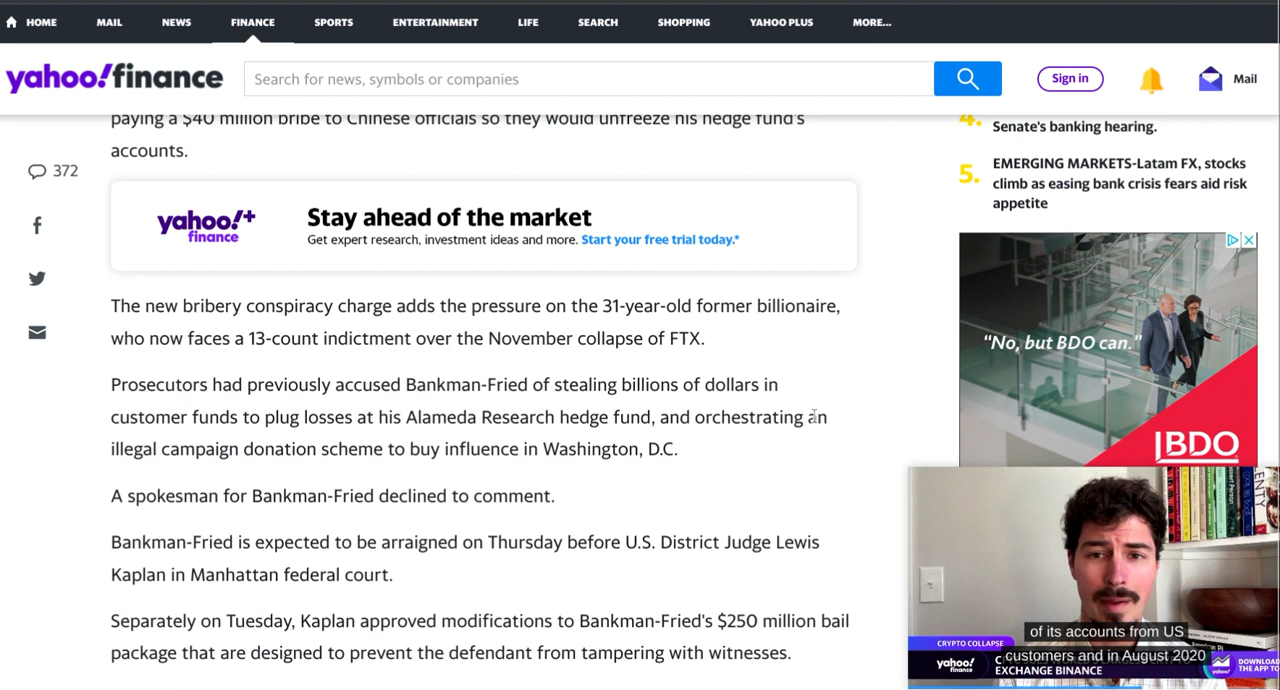 HOME MAIL NEWS FINANCE SPORTS ENTERTAINMENT LIFE SEARCH SHOPPING YAHOO PLUS MORE...
yahoo!finance
Search for news, symbols or companies
Sign in
Mail
paying a $40 million bribe to Chinese officials so they would unfreeze his hedge fund's
accounts.
372
yahoo!+
finance
Stay ahead of the market
Get expert research, investment ideas and more. Start your free trial today.*
The new bribery conspiracy charge adds the pressure on the 31-year-old former billionaire,
who now faces a 13-count indictment over the November collapse of FTX.
Prosecutors had previously accused Bankman-Fried of stealing billions of dollars in
customer funds to plug losses at his Alameda Research hedge fund, and orchestrating an
illegal campaign donation scheme to buy influence in Washington, D.C.
A spokesman for Bankman-Fried declined to comment.
Bankman-Fried is expected to be arraigned on Thursday before U.S. District Judge Lewis
Kaplan in Manhattan federal court.
Separately on Tuesday, Kaplan approved modifications to Bankman-Fried's $250 million bail
package that are designed to prevent the defendant from tampering with witnesses.
4.
Senate's banking hearing.
5.
EMERGING MARKETS-Latam FX, stocks
climb as easing bank crisis fears aid risk
appetite
“No, but BDO can.”
BDO
of its accounts from US
customers and in August 2020
CRYPTO COLLAPSE
yahoo!
finance
EXCHANGE BINANCE
yahoo!
DOWNLOAD
THE APP TO